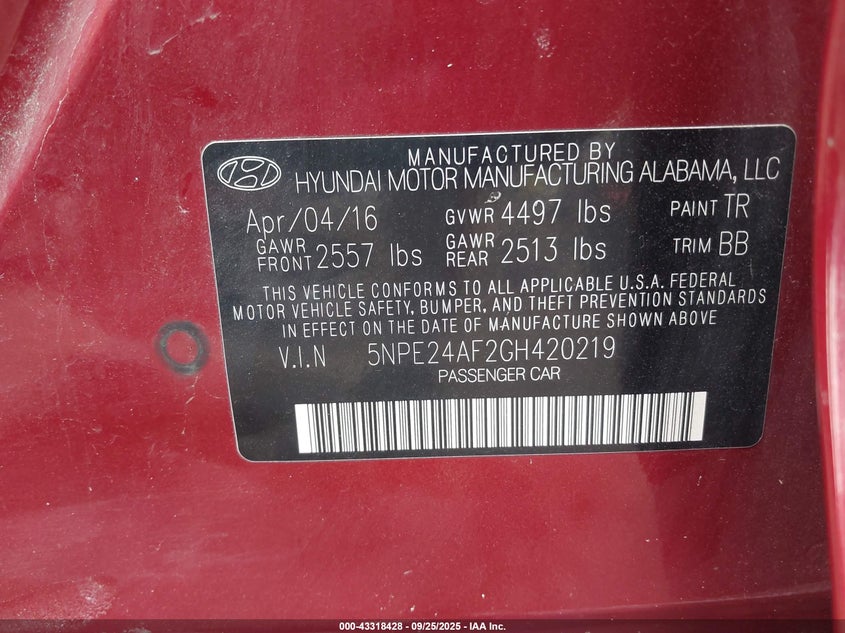 MANUFACTURED BY
HYUNDAI MOTOR MANUFACTURING ALABAMA, LLC
Apr/04/16 GVWR 4497 lbs PAINT TR
GAWR FRONT 2557 lbs GAWR REAR 2513 lbs TRIM BB
THIS VEHICLE CONFORMS TO ALL APPLICABLE U.S.A. FEDERAL
MOTOR VEHICLE SAFETY, BUMPER, AND THEFT PREVENTION STANDARDS
IN EFFECT ON THE DATE OF MANUFACTURE SHOWN ABOVE
V.I.N 5NPE24AF2GH420219
PASSENGER CAR
000-43318428 - 09/25/2025 - IAA Inc.